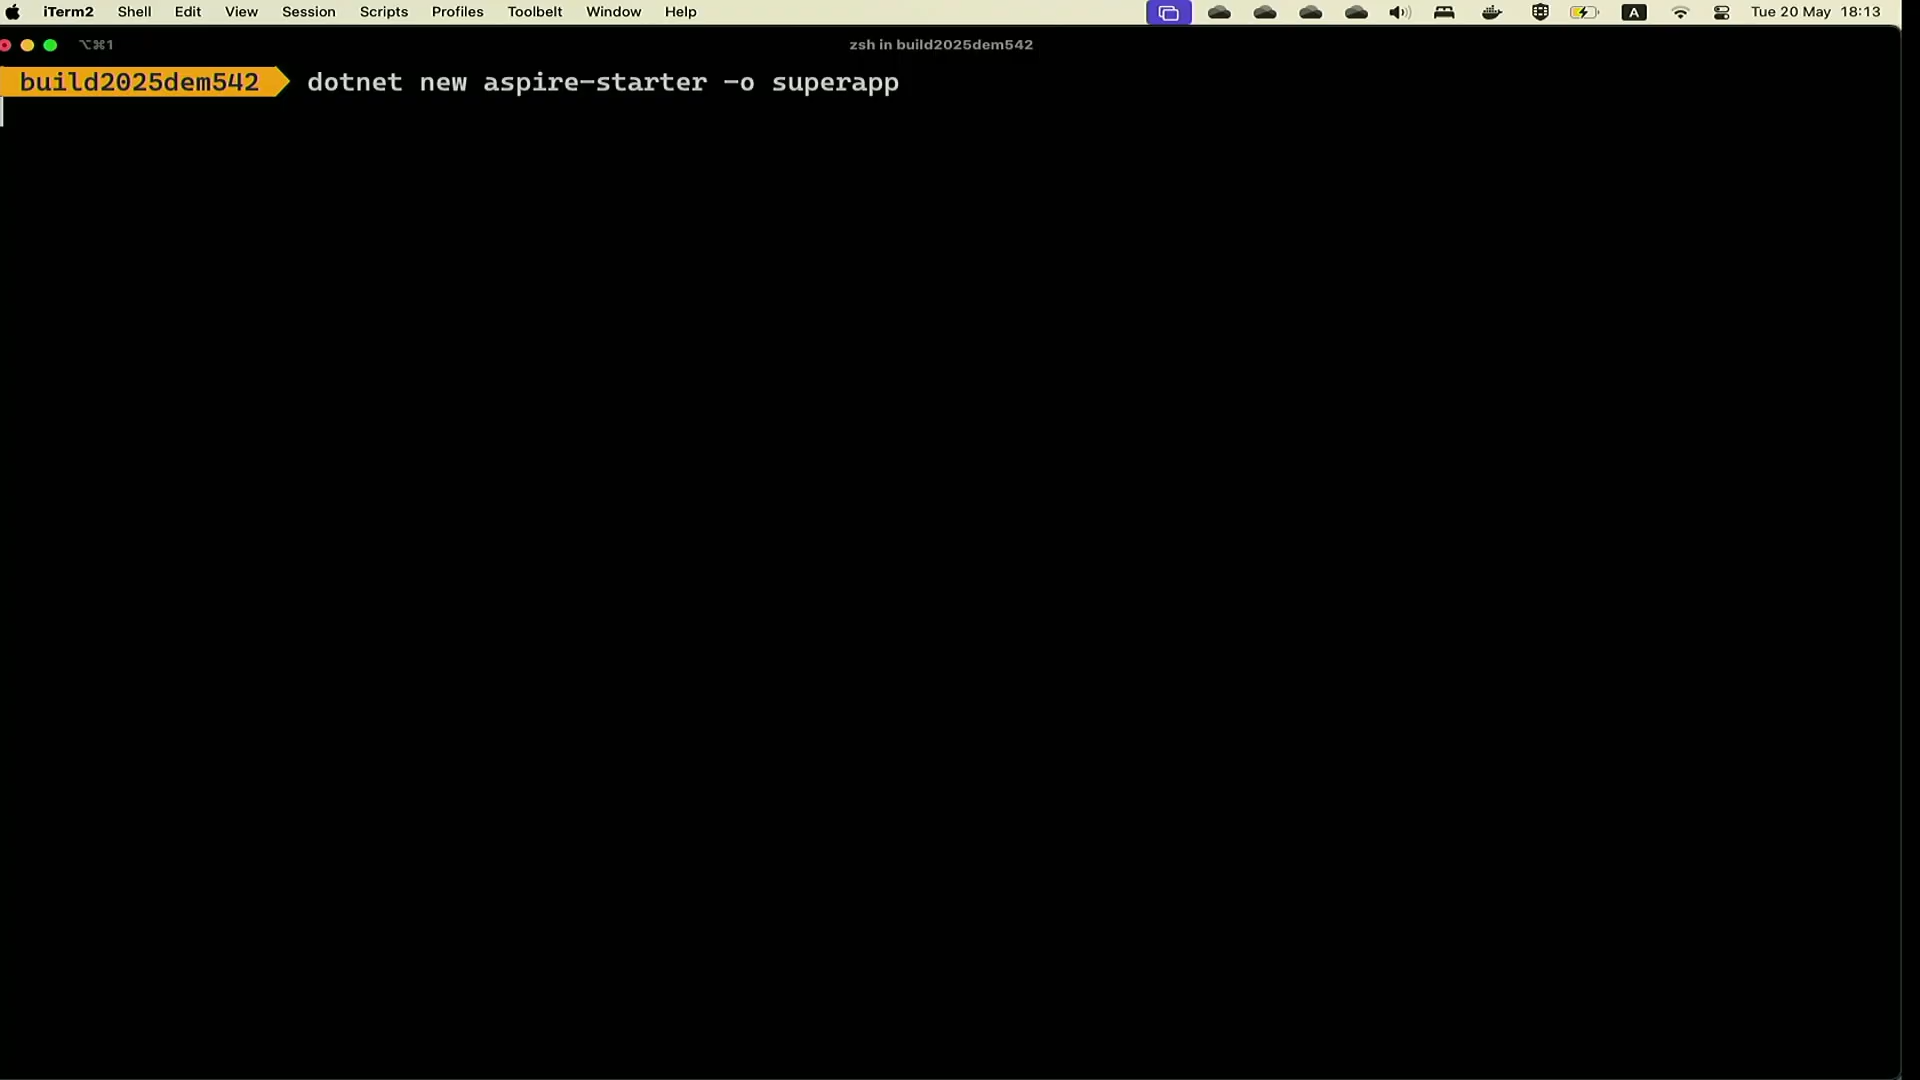 iTerm2 Shell Edit View Session Scripts Profiles Toolbelt Window Help A Tue 20 May 18:13
⌥⌘1 zsh in build2025dem542
build2025dem542 dotnet new aspire-starter -o superapp